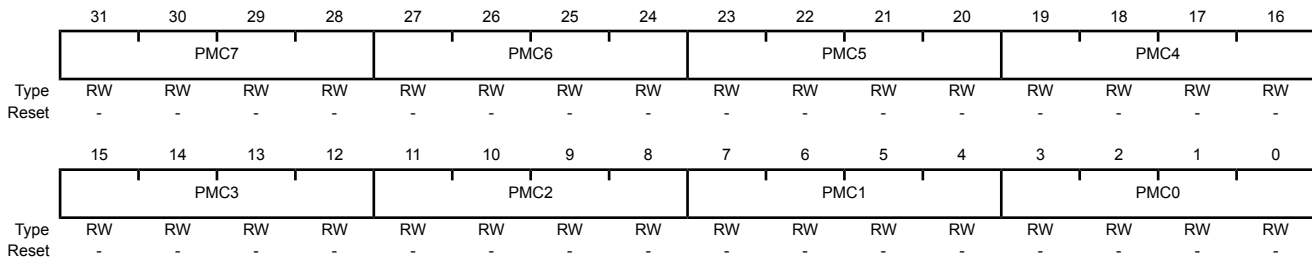 31 30 29 28 27 26 25 24 23 22 21 20 19 18 17 16
PMC7 PMC6 PMC5 PMC4
Type RW RW RW RW RW RW RW RW RW RW RW RW RW RW RW RW
Reset - - - - - - - - - - - - - - - -
15 14 13 12 11 10 9 8 7 6 5 4 3 2 1 0
PMC3 PMC2 PMC1 PMC0
Type RW RW RW RW RW RW RW RW RW RW RW RW RW RW RW RW
Reset - - - - - - - - - - - - - - - -